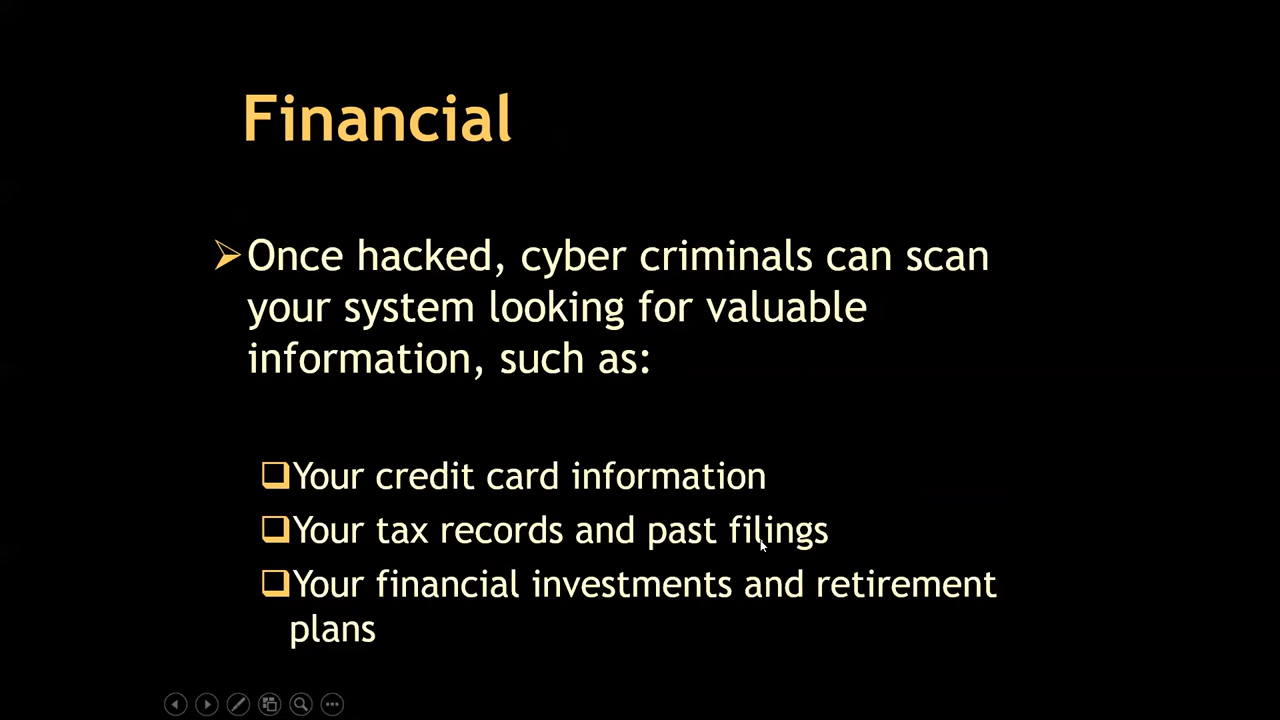 Financial
Once hacked, cyber criminals can scan
your system looking for valuable
information, such as:
Your credit card information
Your tax records and past filings
Your financial investments and retirement
plans